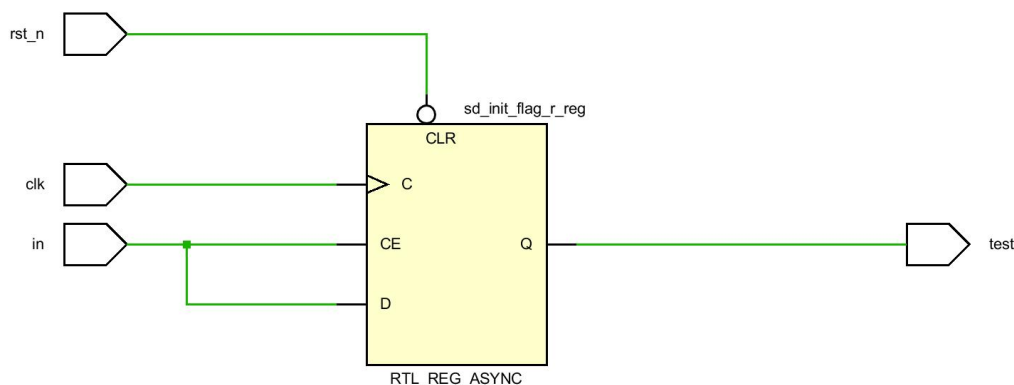 rst_n
sd_init_flag_r_reg
CLR
clk
C
in
CE
Q
test
D
RTL_REG_ASYNC